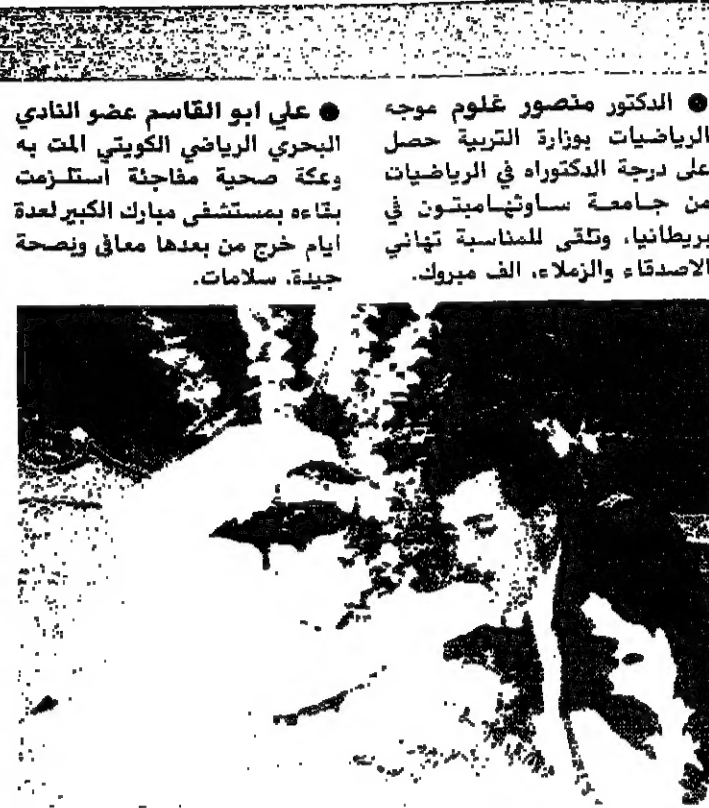 ● الدكتور منصور غلوم موجه
الرياضيات بوزارة التربية حصل
على درجة الدكتوراه في الرياضيات
من جامعة ساوثهامبتون في
بريطانيا، وتلقى للمناسبة تهاني
الاصدقاء والزملاء، الف مبروك.
● علي ابو القاسم عضو النادي
البحري الرياضي الكويتي المت به
وعكة صحية مفاجئة استلزمت
بقاءه بمستشفى مبارك الكبير لعدة
ايام خرج من بعدها معافى وبصحة
جيدة، سلامات.